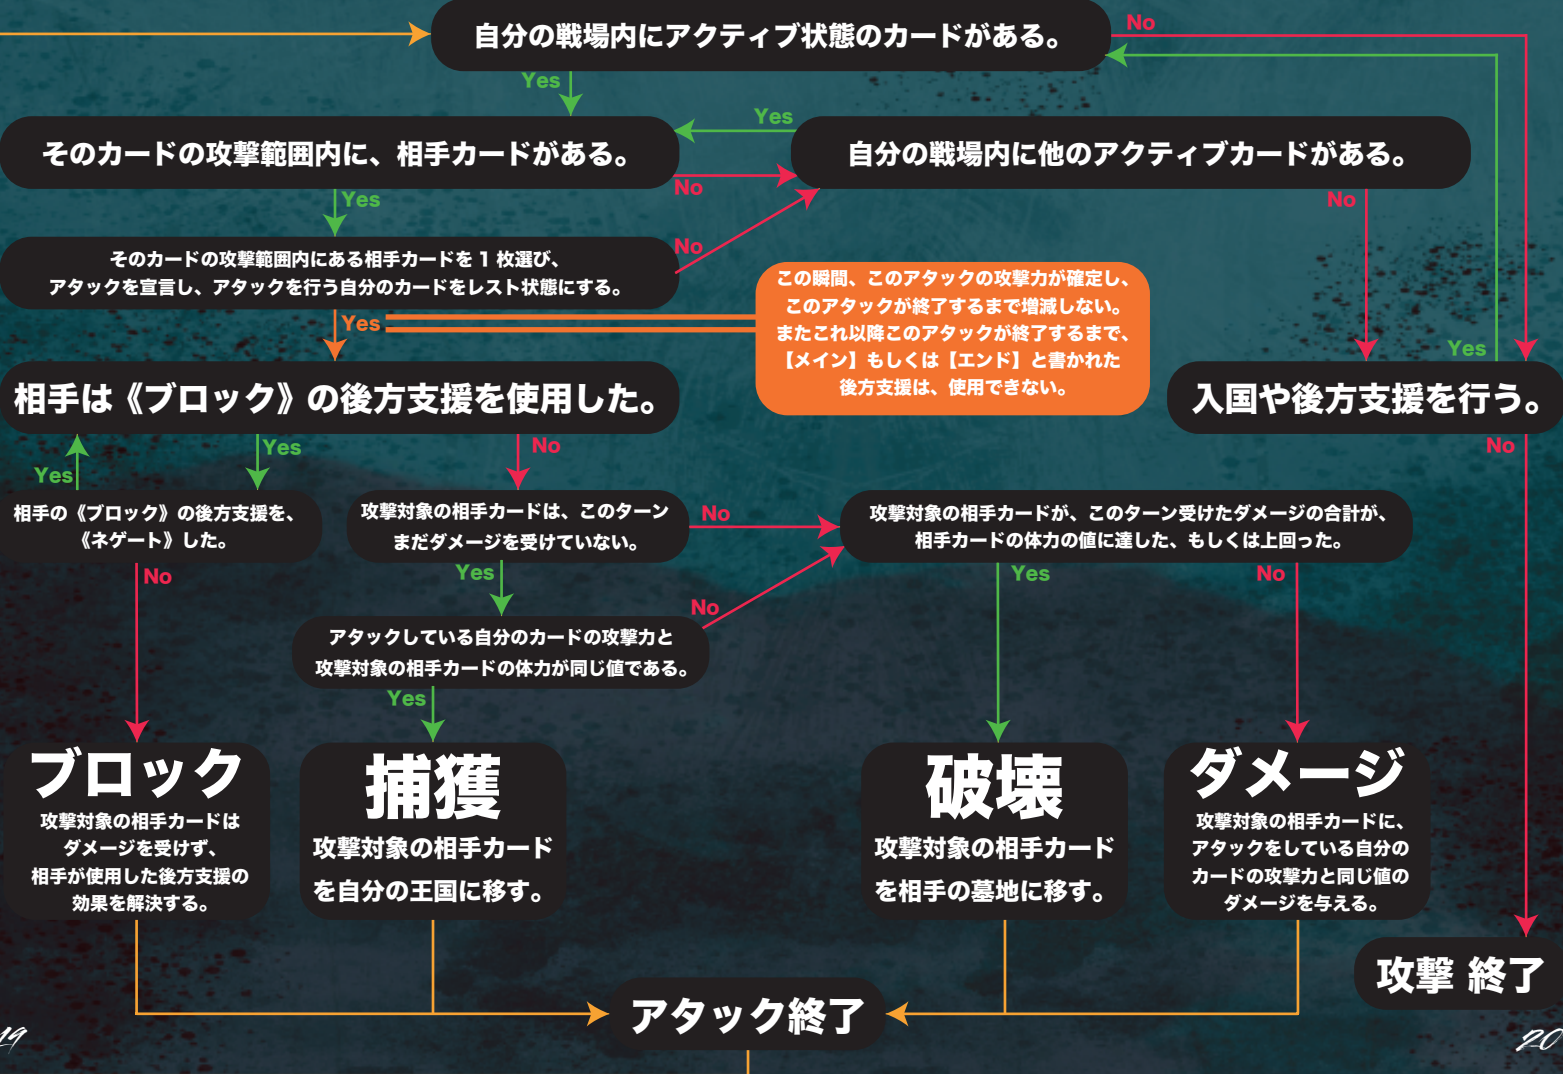 自分の戦場内にアクティブ状態のカードがある。
No
Yes
Yes
そのカードの攻撃範囲内に、相手カードがある。
自分の戦場内に他のアクティブカードがある。
No
Yes
No
No
そのカードの攻撃範囲内にある相手カードを 1 枚選び、
アタックを宣言し、アタックを行う自分のカードをレスト状態にする。
Yes
この瞬間、このアタックの攻撃力が確定し、
このアタックが終了するまで増減しない。
またこれ以降このアタックが終了するまで、
【メイン】もしくは【エンド】と書かれた
後方支援は、使用できない。
Yes
相手は《ブロック》の後方支援を使用した。
入国や後方支援を行う。
Yes
Yes
No
No
相手の《ブロック》の後方支援を、
《ネゲート》した。
攻撃対象の相手カードは、このターン
まだダメージを受けていない。
No
攻撃対象の相手カードが、このターン受けたダメージの合計が、
相手カードの体力の値に達した、もしくは上回った。
No
Yes
Yes
No
No
アタックしている自分のカードの攻撃力と
攻撃対象の相手カードの体力が同じ値である。
Yes
ブロック
攻撃対象の相手カードは
ダメージを受けず、
相手が使用した後方支援の
効果を解決する。
捕獲
攻撃対象の相手カード
を自分の王国に移す。
破壊
攻撃対象の相手カード
を相手の墓地に移す。
ダメージ
攻撃対象の相手カードに、
アタックをしている自分の
カードの攻撃力と同じ値の
ダメージを与える。
攻撃 終了
アタック終了
19
20